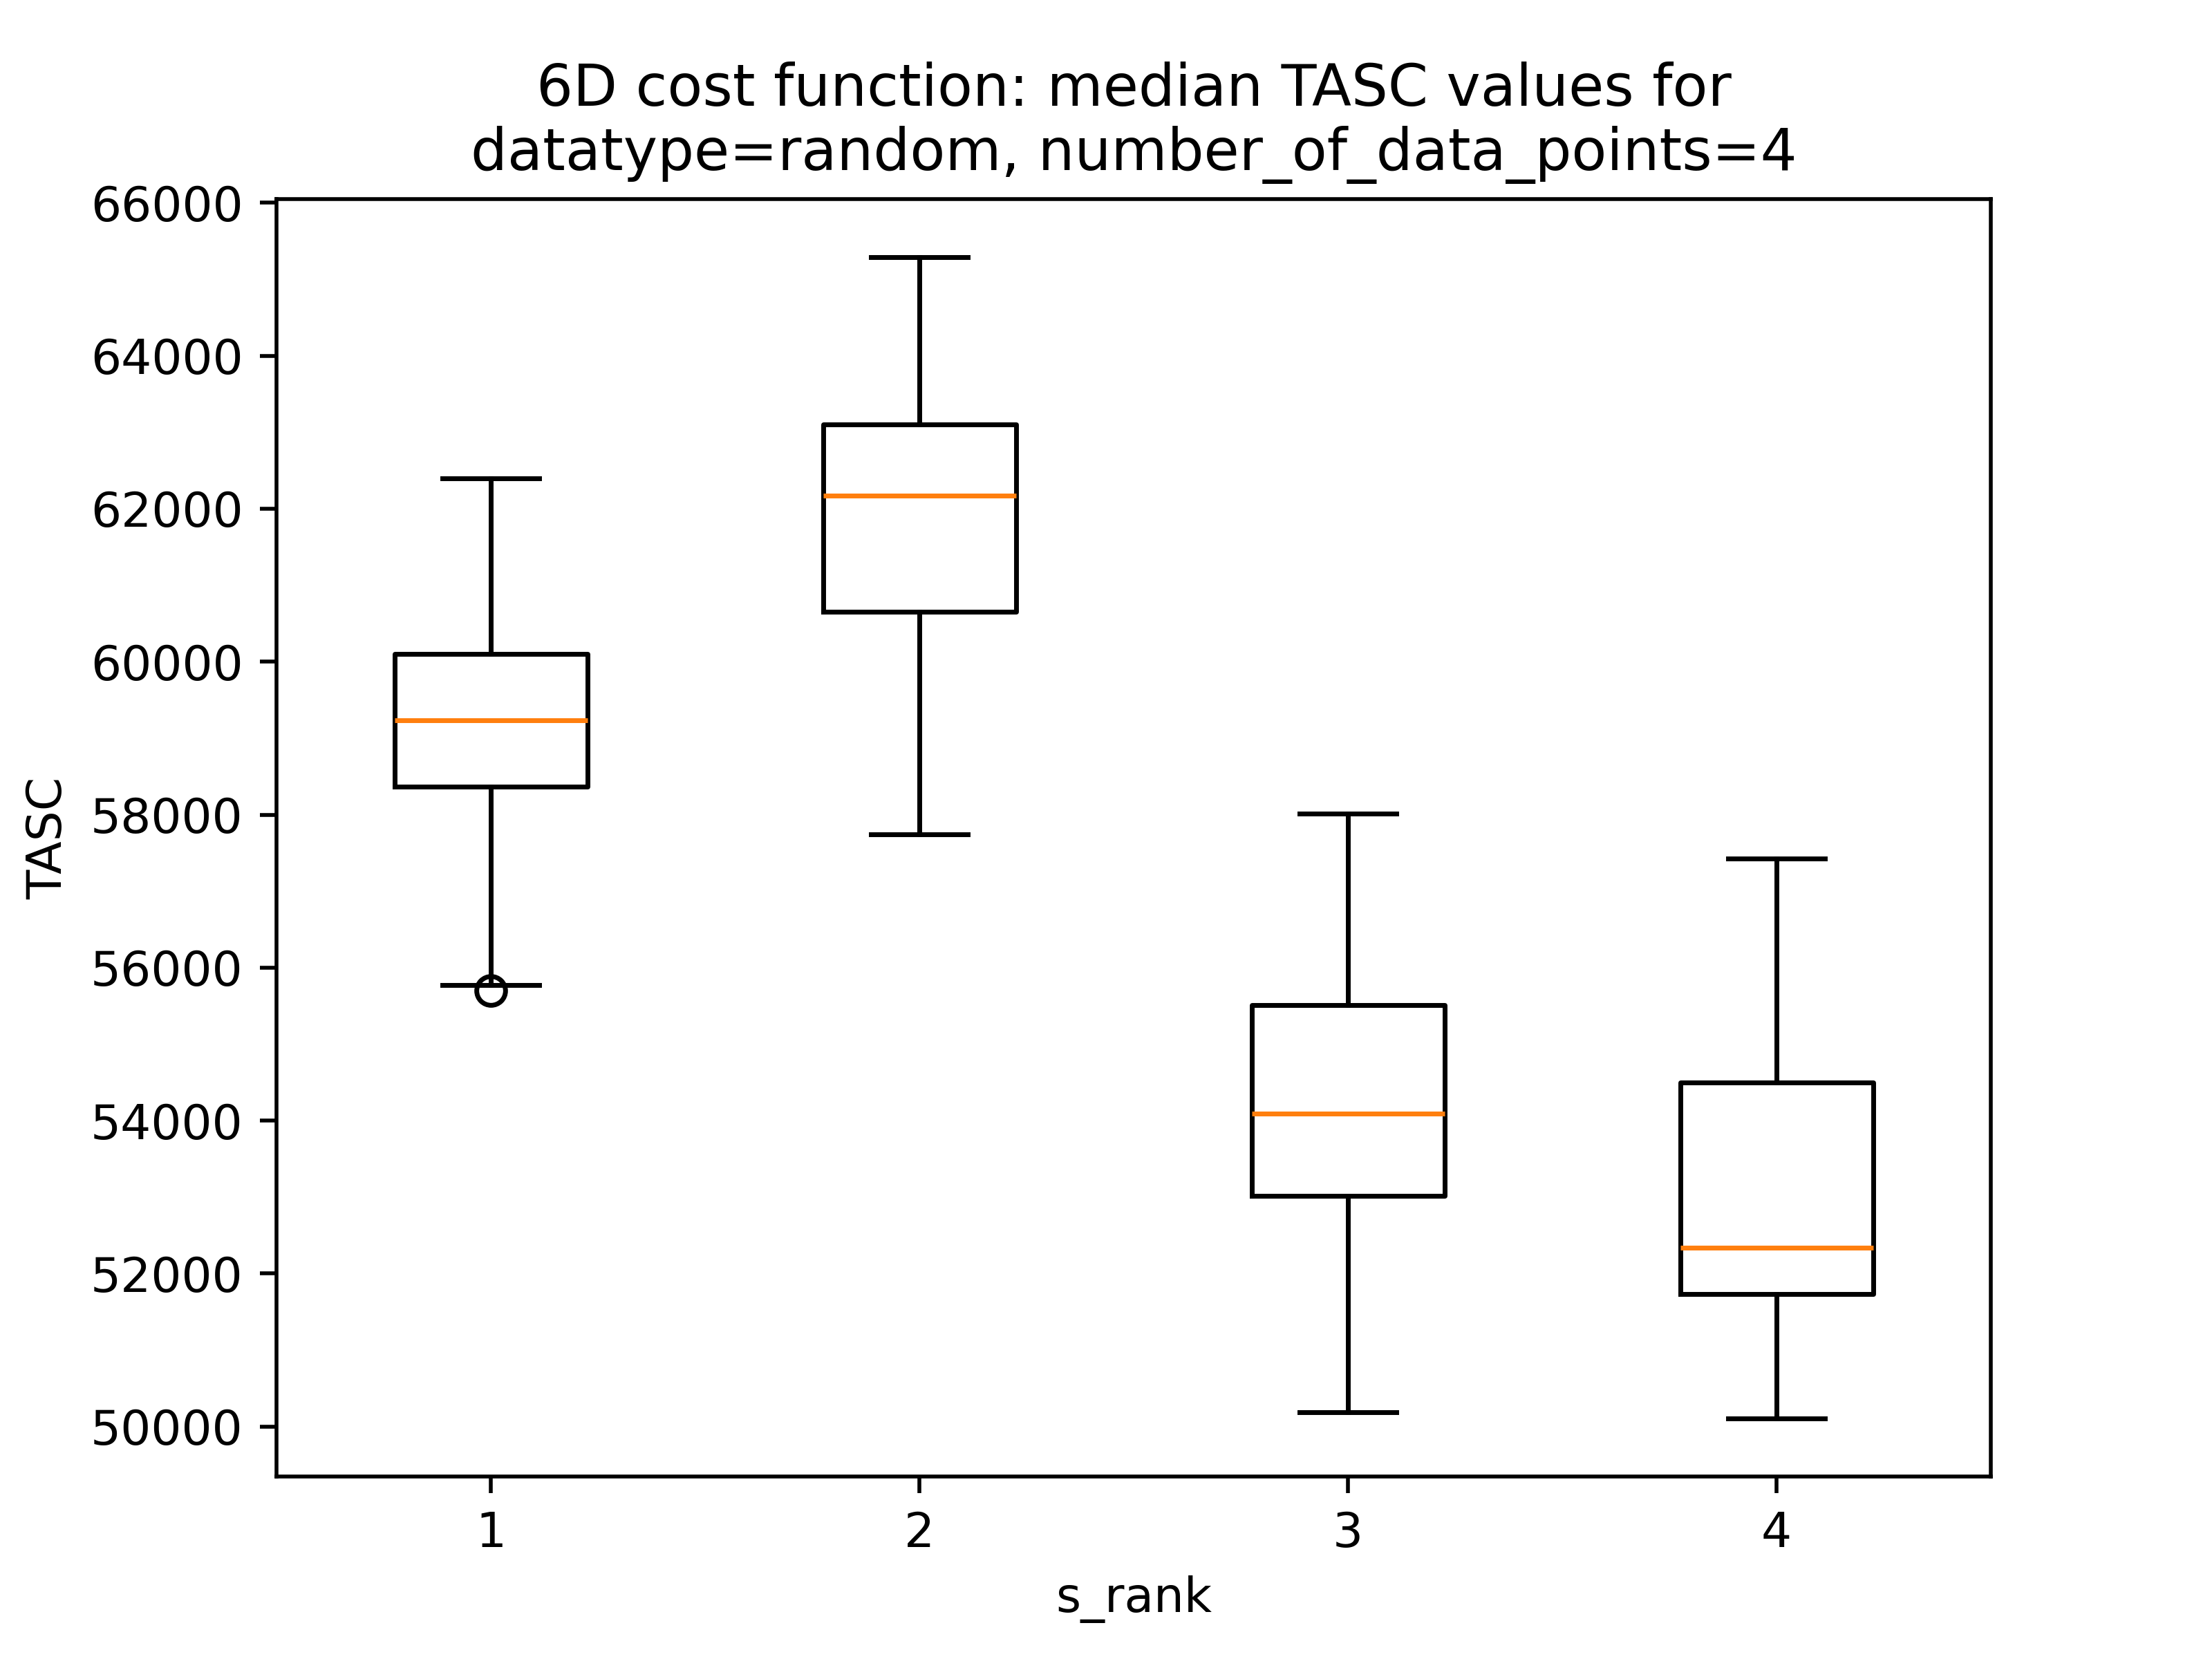 6D cost function: median TASC values for
datatype=random, number_of_data_points=4
66000
64000
62000
60000
58000
56000
54000
52000
50000
TASC
1 2 3 4
s_rank